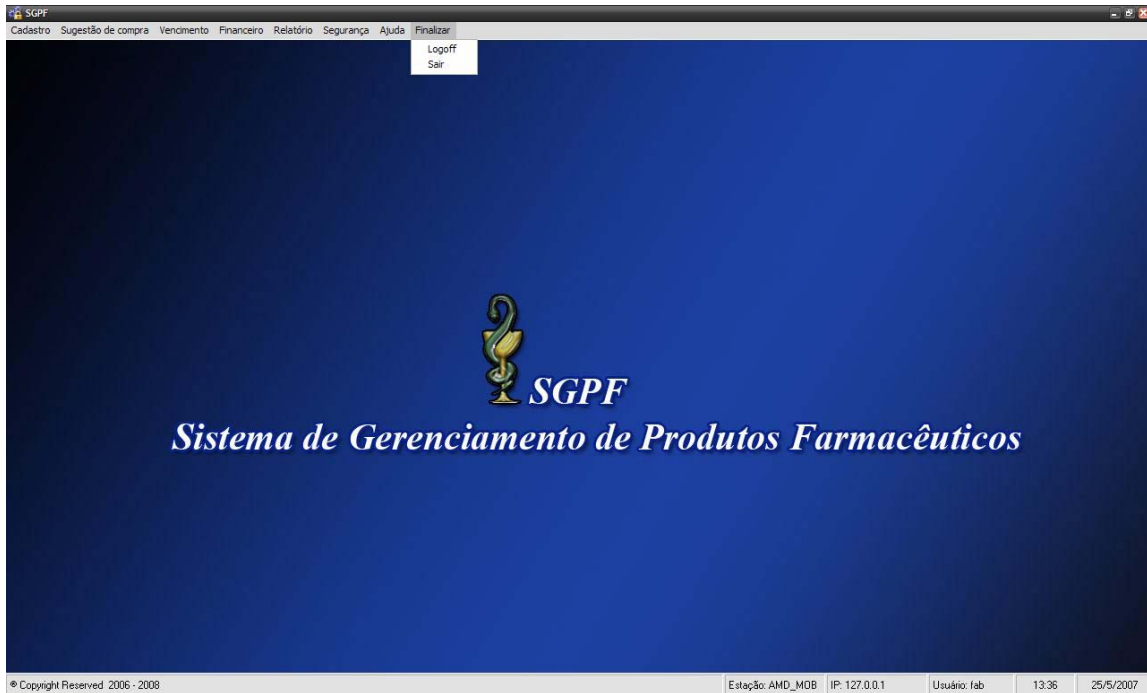 SGPF
Cadastro Sugestão de compra Vencimento Financeiro Relatório Segurança Ajuda Finalizar
Logoff
Sair
SGPF
Sistema de Gerenciamento de Produtos Farmacêuticos
® Copyright Reserved 2006 - 2008 Estação: AMD_MOB IP: 127.0.0.1 Usuário: fab 13:36 25/5/2007